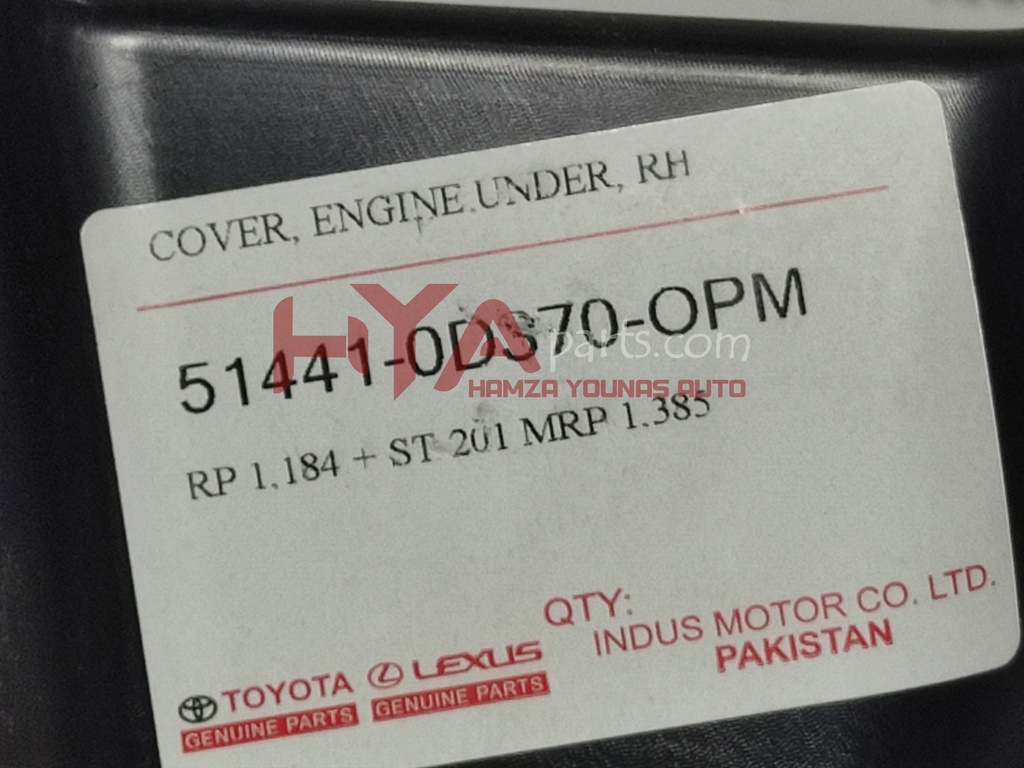 COVER, ENGINE UNDER, RH
51441-0D370-OPM
HYAparts.com
HAMZA YOUNAS AUTO
RP 1,184 + ST 201 MRP 1,385
QTY:
INDUS MOTOR CO. LTD.
PAKISTAN
TOYOTA
GENUINE PARTS
LEXUS
GENUINE PARTS